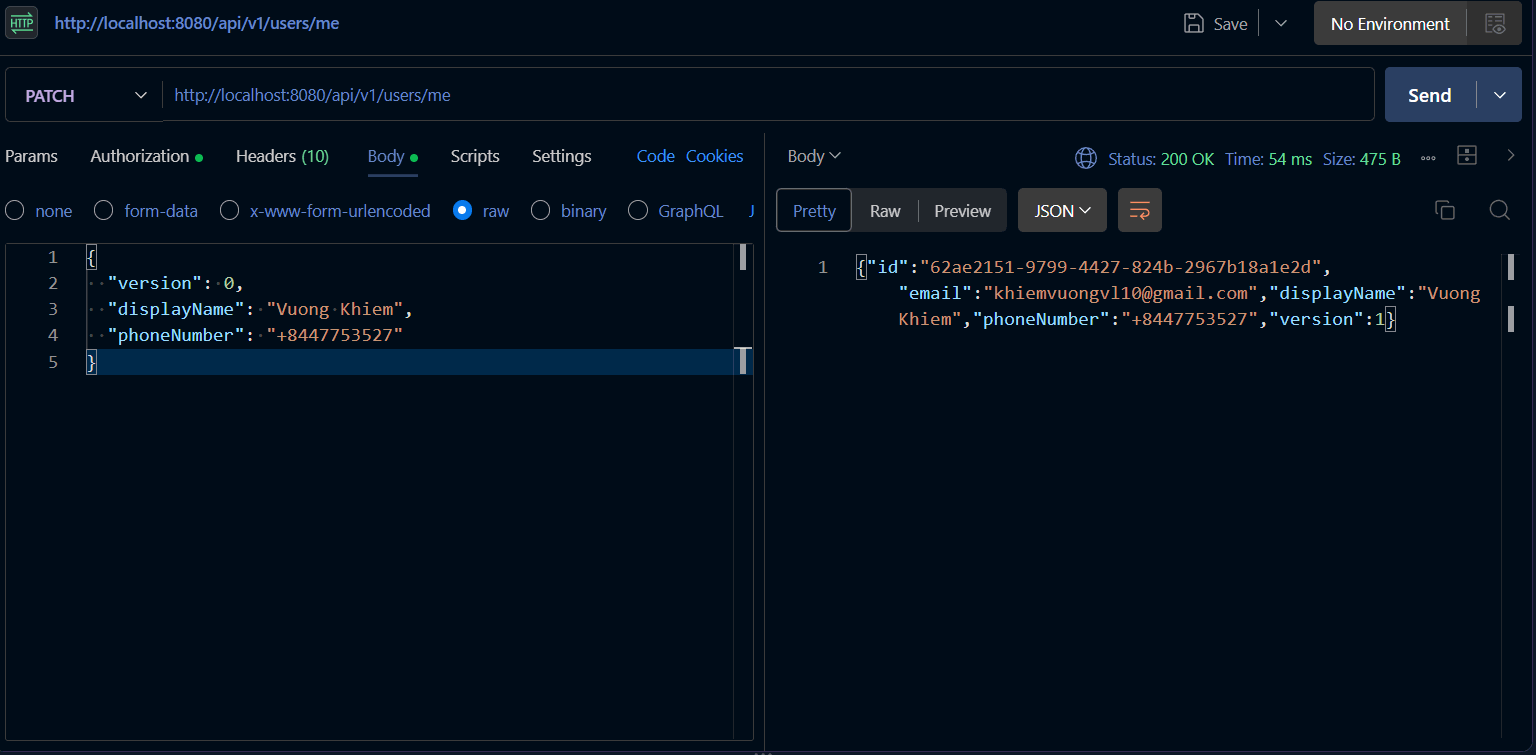 HTTP http://localhost:8080/api/v1/users/me Save No Environment
PATCH http://localhost:8080/api/v1/users/me Send
Params Authorization Headers (10) Body Scripts Settings Code Cookies
none form-data x-www-form-urlencoded raw binary GraphQL J
1 {
2 "version": 0,
3 "displayName": "Vuong Khiem",
4 "phoneNumber": "+8447753527"
5 }
Body Status: 200 OK Time: 54 ms Size: 475 B
Pretty Raw Preview JSON
1 {"id":"62ae2151-9799-4427-824b-2967b18a1e2d",
"email":"khiemvuongvl10@gmail.com","displayName":"Vuong
Khiem","phoneNumber":"+8447753527","version":1}